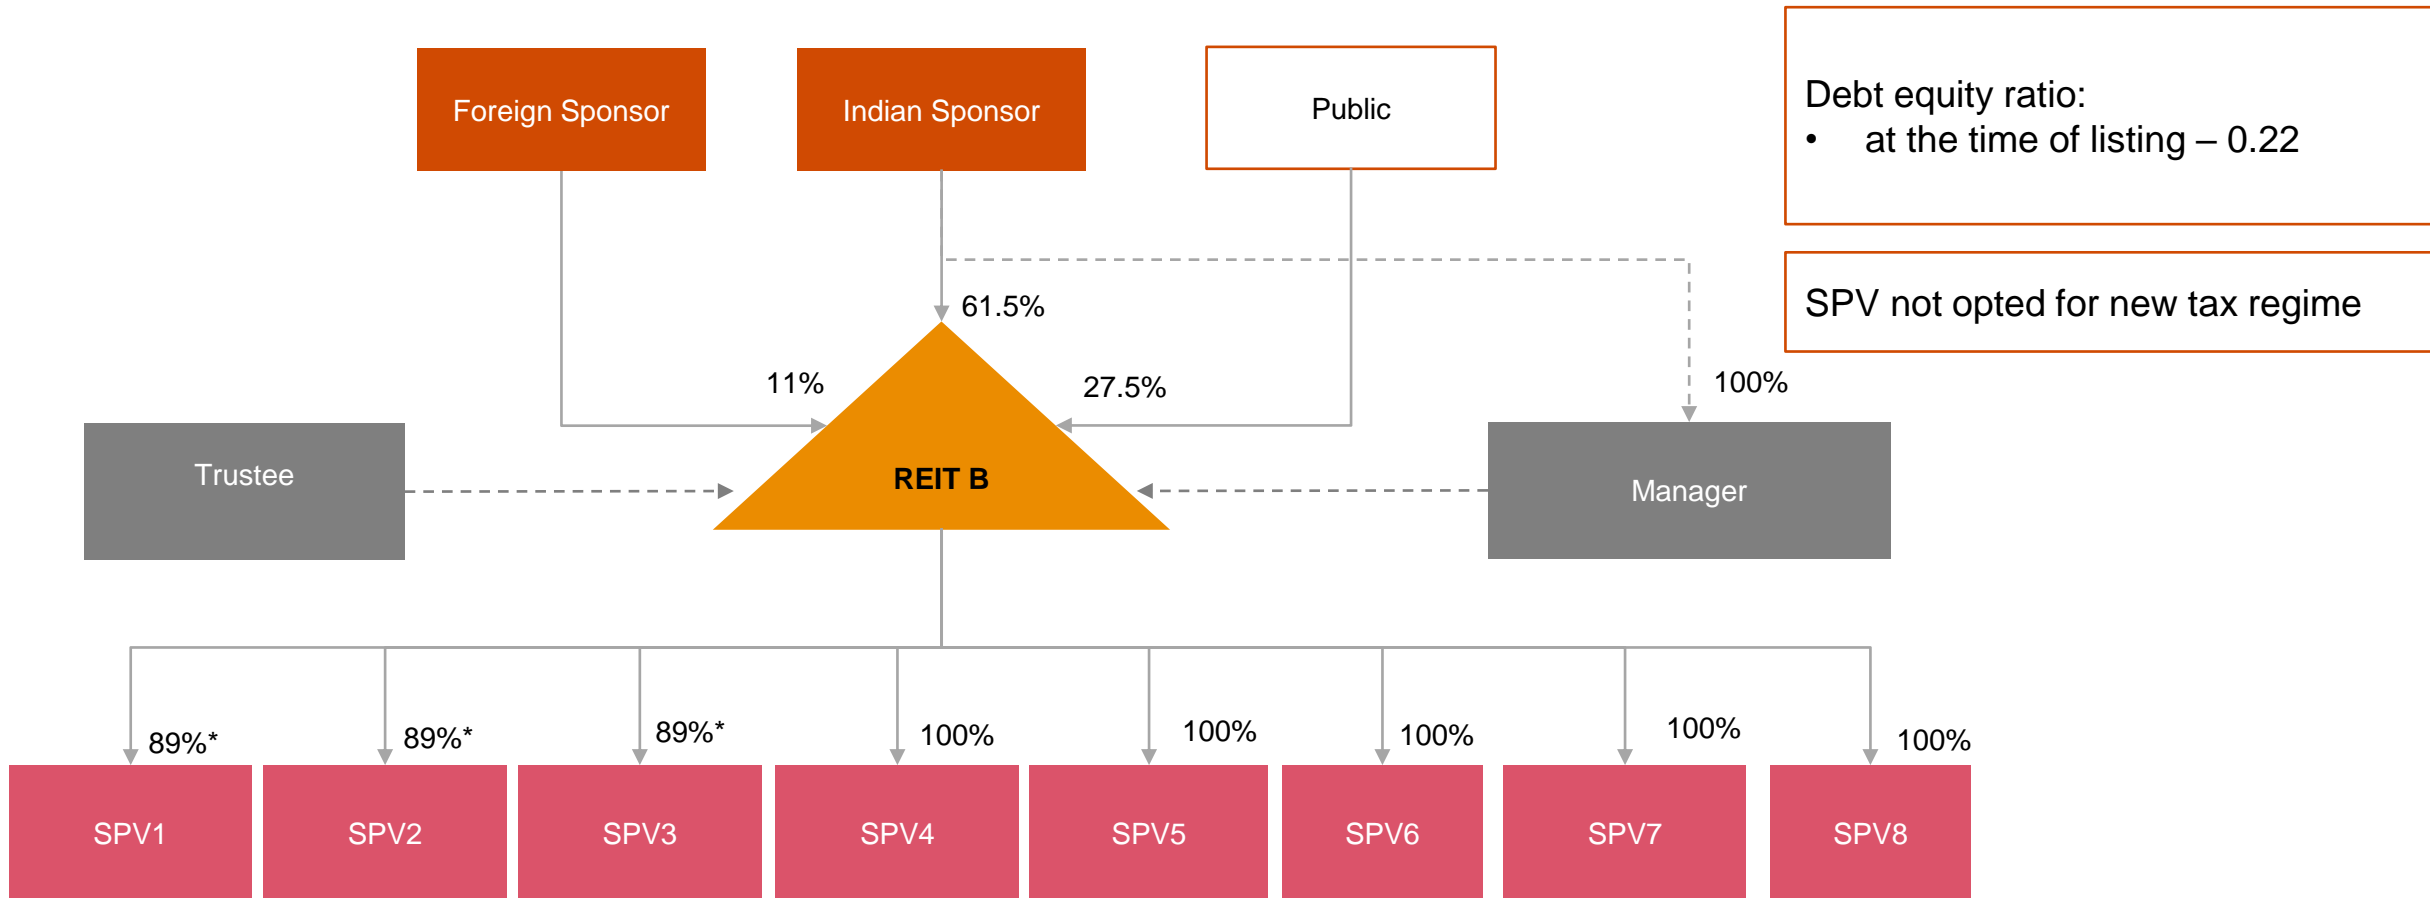 Foreign Sponsor
Indian Sponsor
Public
Debt equity ratio:
• at the time of listing – 0.22
SPV not opted for new tax regime
61.5%
11%
27.5%
100%
Trustee
REIT B
Manager
89%*
89%*
89%*
100%
100%
100%
100%
100%
SPV1
SPV2
SPV3
SPV4
SPV5
SPV6
SPV7
SPV8